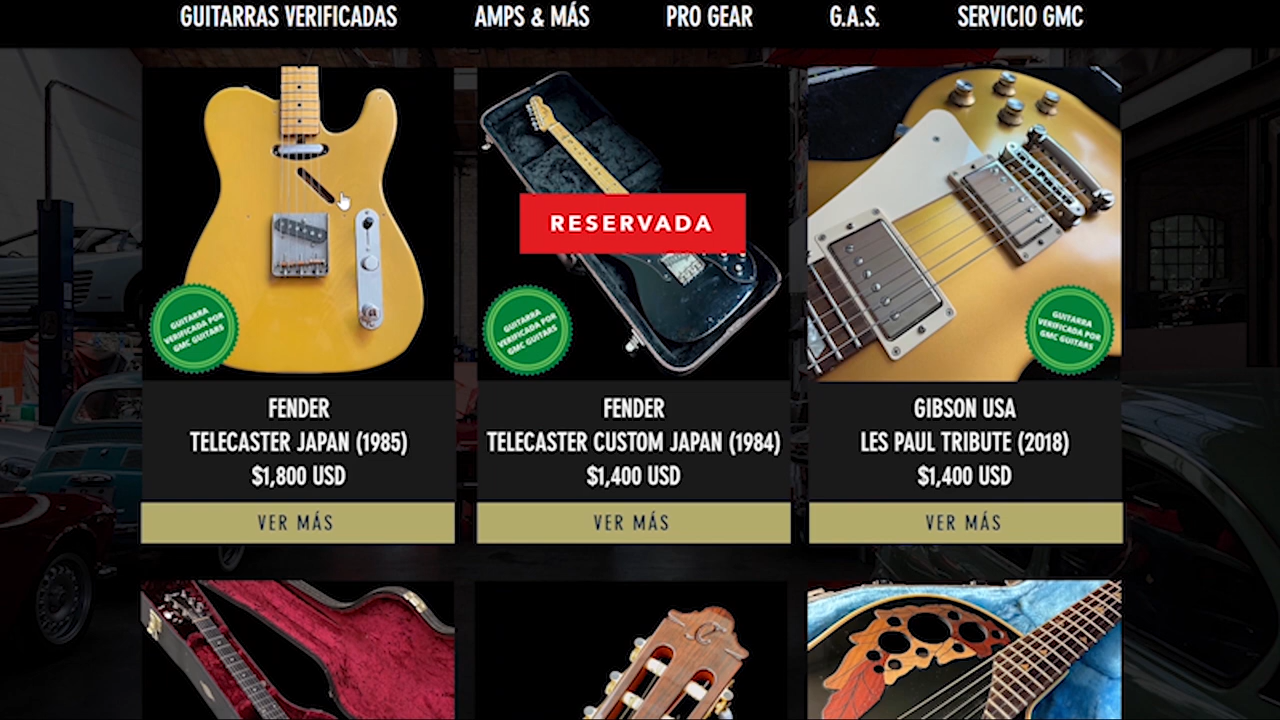 GUITARRAS VERIFICADAS AMPS & MÁS PRO GEAR G.A.S. SERVICIO GMC
RESERVADA
GUITARRA
VERIFICADA POR
GMC GUITARS
GUITARRA
VERIFICADA POR
GMC GUITARS
GUITARRA
VERIFICADA POR
GMC GUITARS
FENDER
TELECASTER JAPAN (1985)
$1,800 USD
VER MÁS
FENDER
TELECASTER CUSTOM JAPAN (1984)
$1,400 USD
VER MÁS
GIBSON USA
LES PAUL TRIBUTE (2018)
$1,400 USD
VER MÁS